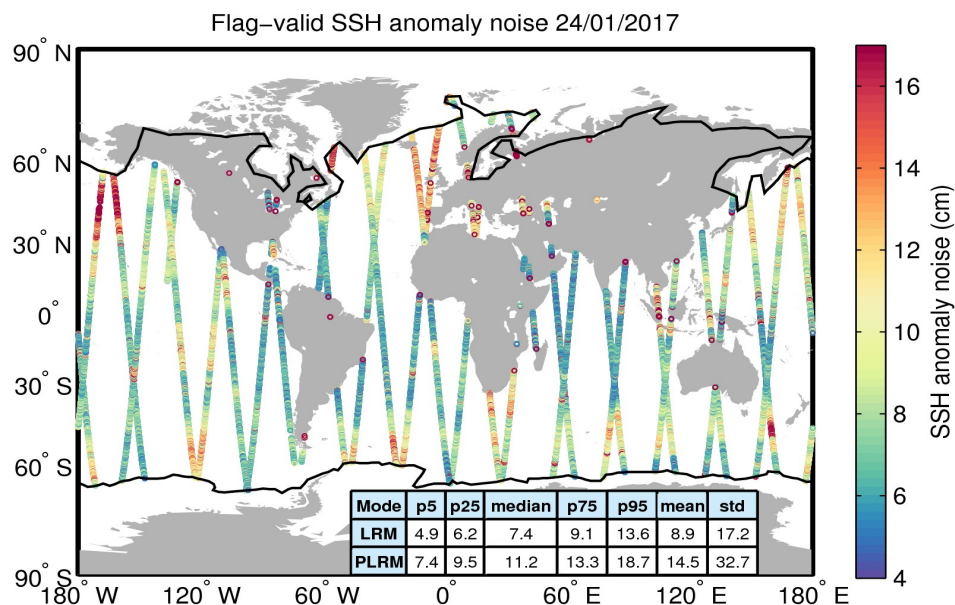 Flag−valid SSH anomaly noise 24/01/2017
90° N
60° N
30° N
0°
30° S
60° S
90° S
180° W 120° W 60° W 0° 60° E 120° E 180° E
Mode p5 p25 median p75 p95 mean std
LRM 4.9 6.2 7.4 9.1 13.6 8.9 17.2
PLRM 7.4 9.5 11.2 13.3 18.7 14.5 32.7
16
14
12
10
8
6
4
SSH anomaly noise (cm)